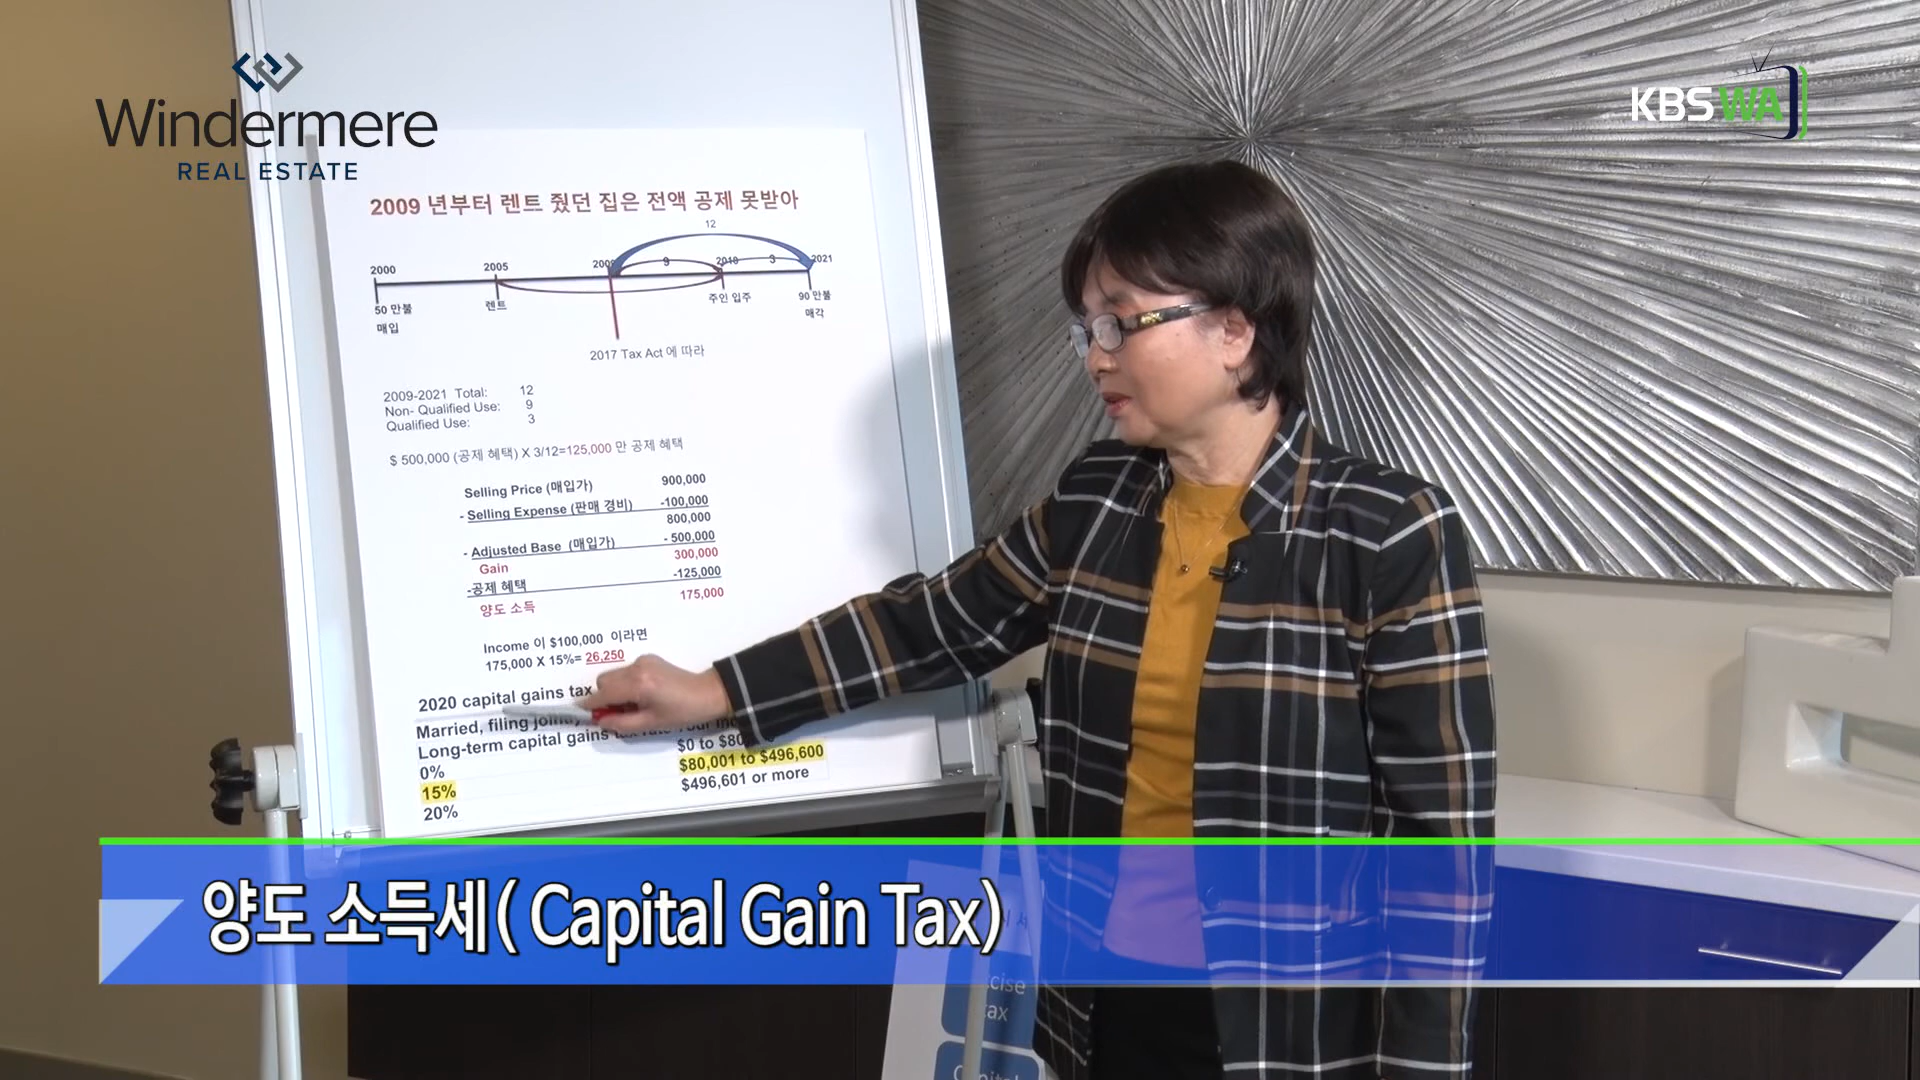 Windermere
REAL ESTATE
KBS WA
2009 년부터 렌트 줬던 집은 전액 공제 못받아
12
2000 2005 2009 9 2018 3 2021
50 만불 렌트 주인 입주 90 만불
매입 매각
2017 Tax Act 에 따라
2009-2021 Total: 12
Non- Qualified Use: 9
Qualified Use: 3
$ 500,000 (공제 혜택) X 3/12=125,000 만 공제 혜택
Selling Price (매입가) 900,000
- Selling Expense (판매 경비) -100,000
800,000
- Adjusted Base (매입가) - 500,000
Gain 300,000
-공제 혜택 -125,000
양도 소득 175,000
Income 이 $100,000 이라면
175,000 X 15%= 26,250
2020 capital gains tax
Married, filing jointly
Long-term capital gains tax rate
0% $0 to
15% $80,001 to $496,600
20% $496,601 or more
양도 소득세( Capital Gain Tax)